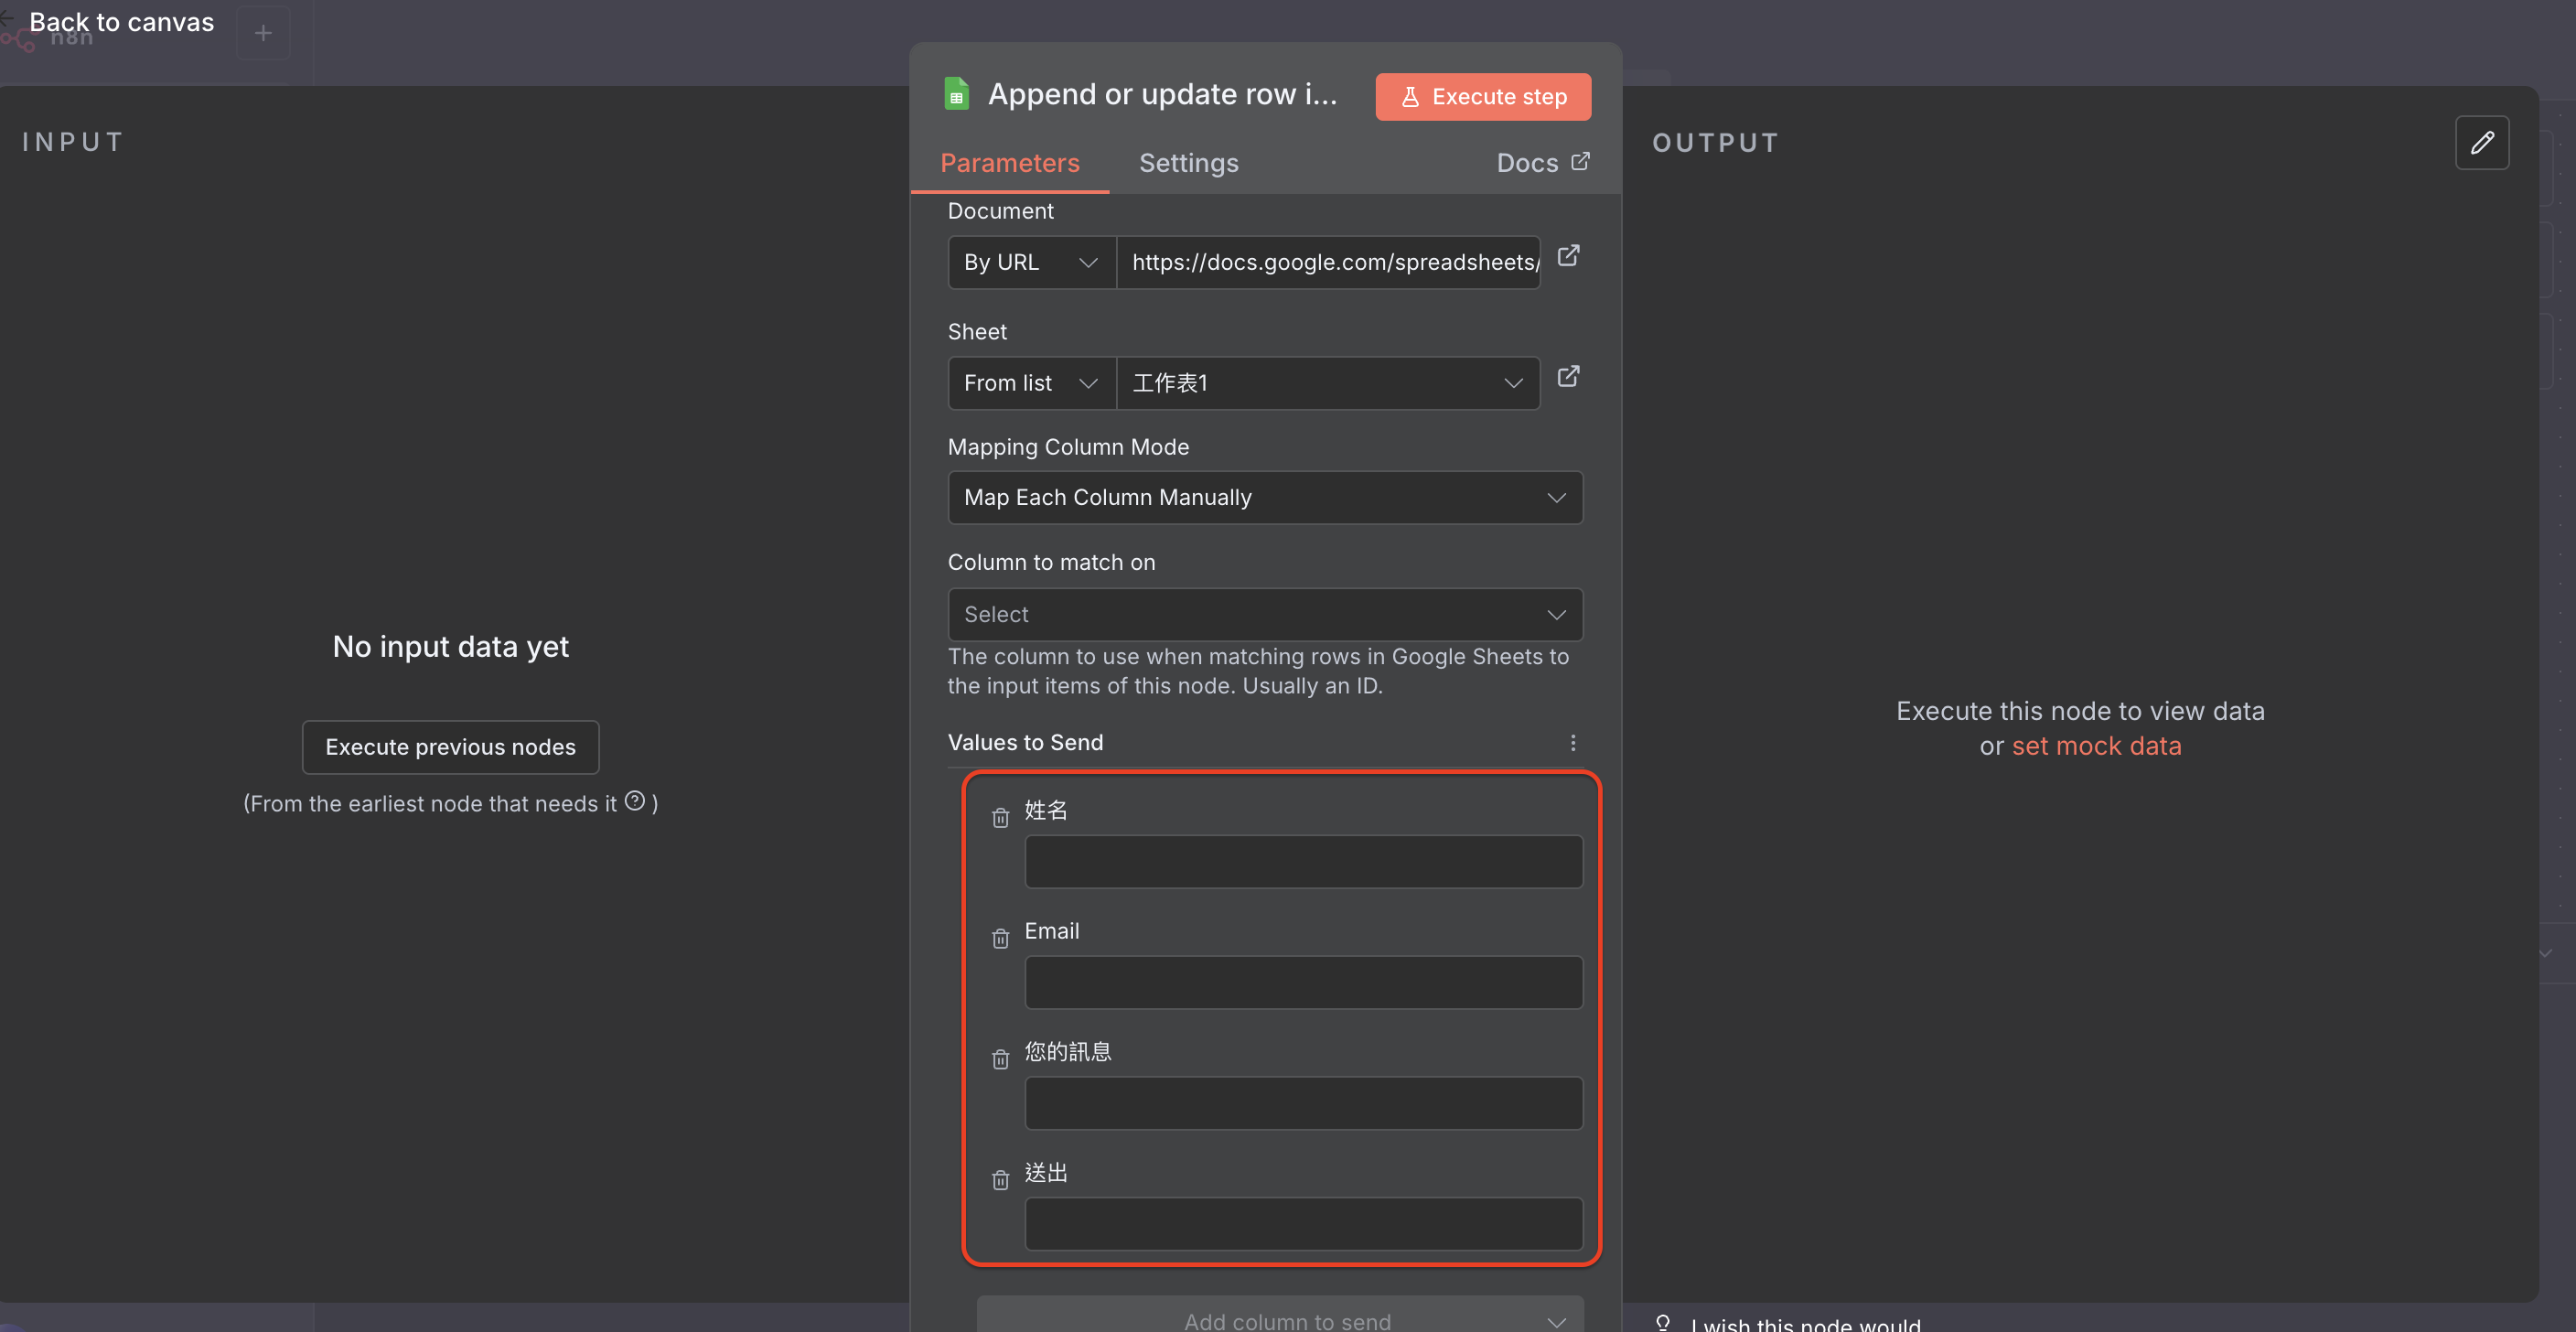 Back to canvas
n8n
INPUT
No input data yet
Execute previous nodes
(From the earliest node that needs it ?)
Append or update row i...
Execute step
Parameters
Settings
Docs
Document
By URL
https://docs.google.com/spreadsheets/
Sheet
From list
工作表1
Mapping Column Mode
Map Each Column Manually
Column to match on
Select
The column to use when matching rows in Google Sheets to
the input items of this node. Usually an ID.
Values to Send
姓名
Email
您的訊息
送出
Add column to send
OUTPUT
Execute this node to view data
or set mock data
I wish this node would